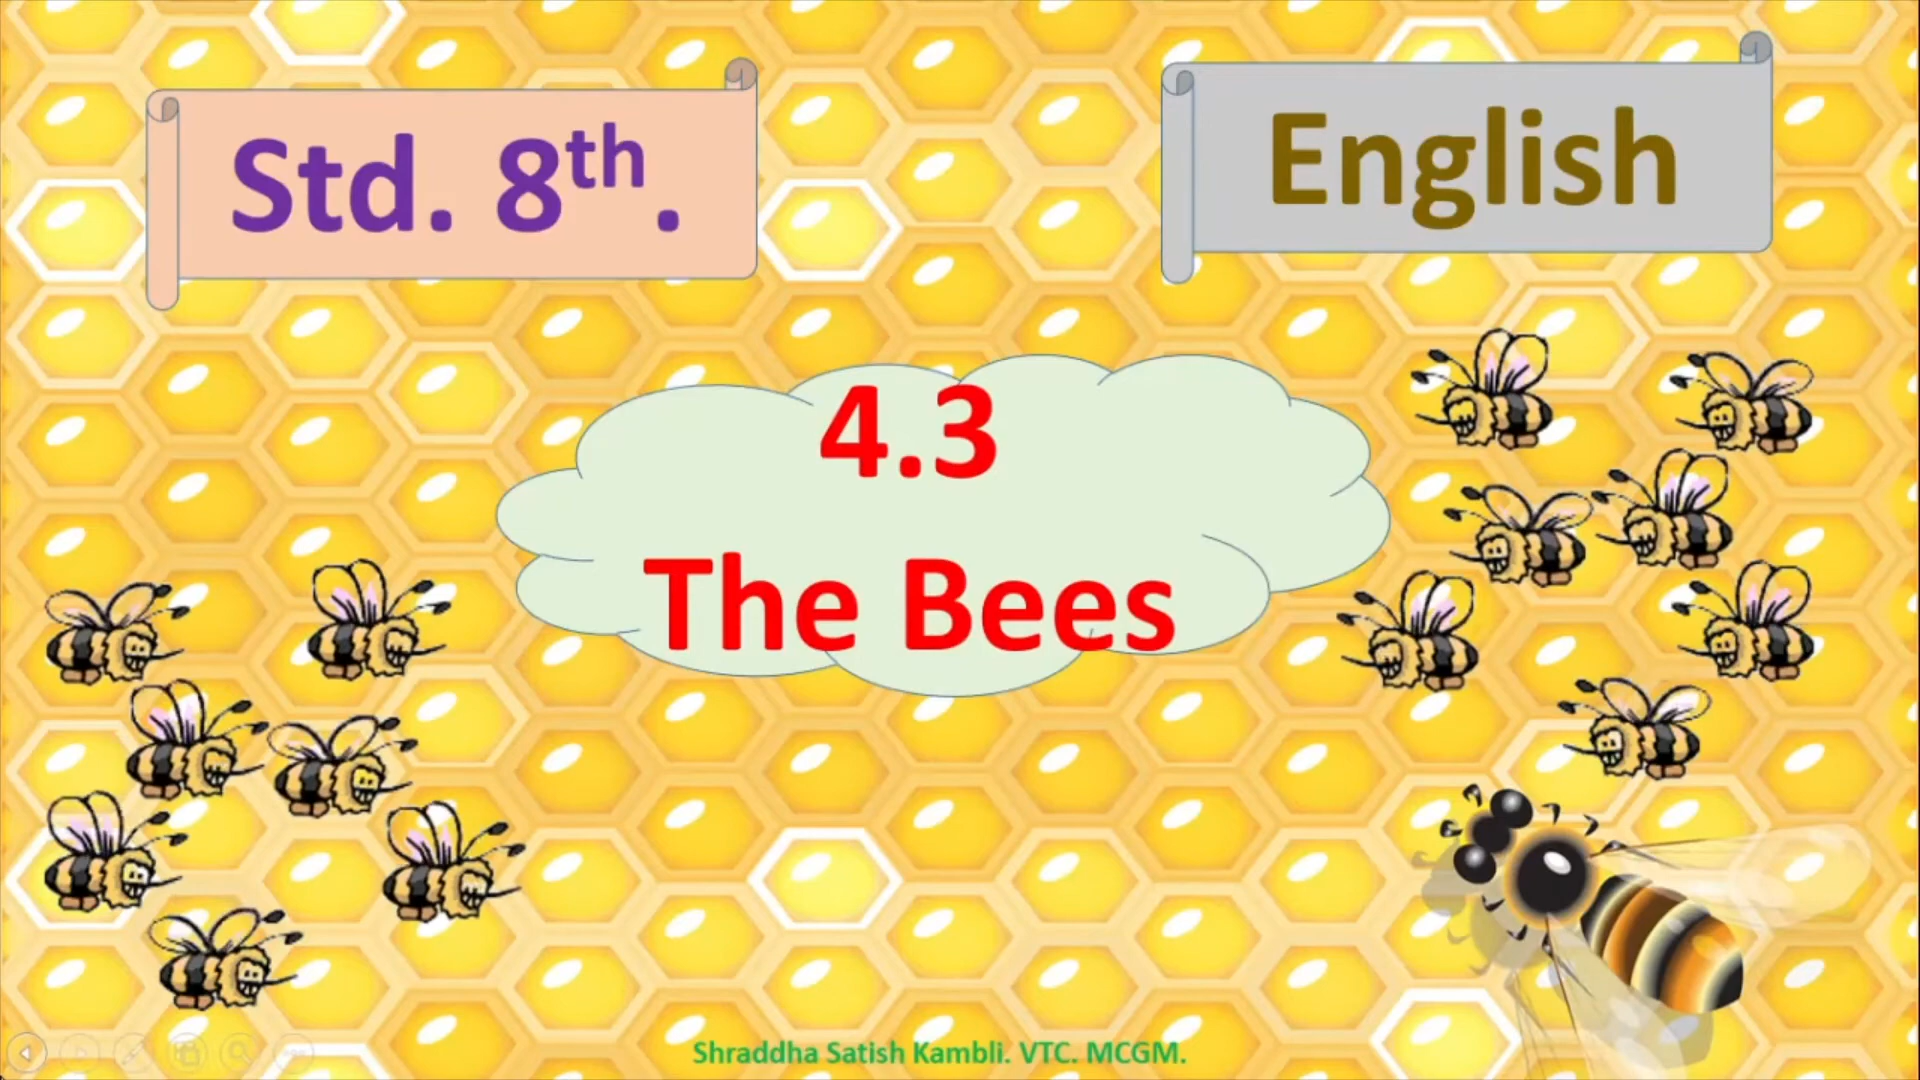 Std. 8th.
English
4.3
The Bees
Shraddha Satish Kambli. VTC. MCGM.